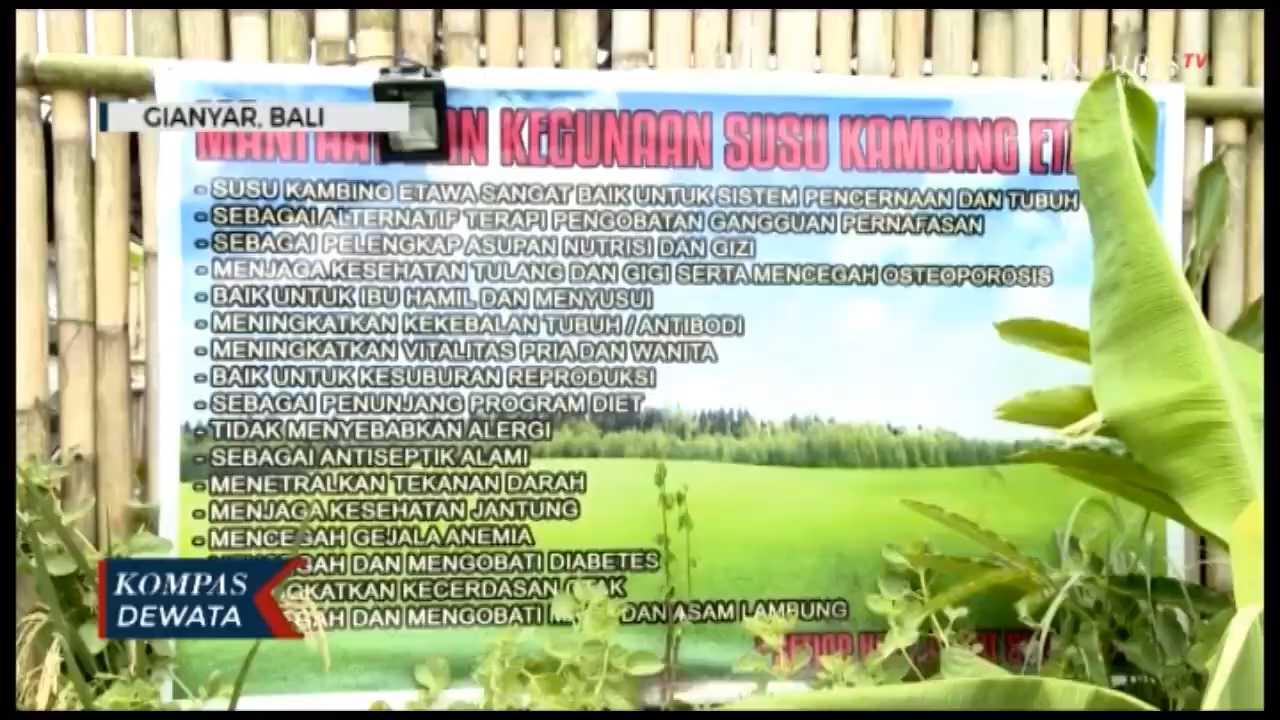 KOMPAS TV
GIANYAR, BALI
KEGUNAAN SUSU KAMBING
- SUSU KAMBING ETAWA SANGAT BAIK UNTUK SISTEM PENCERNAAN DAN TUBUH
- SEBAGAI ALTERNATIF TERAPI PENGOBATAN GANGGUAN PERNAFASAN
- SEBAGAI PELENGKAP ASUPAN NUTRISI DAN GIZI
- MENJAGA KESEHATAN TULANG DAN GIGI SERTA MENCEGAH OSTEOPOROSIS
- BAIK UNTUK IBU HAMIL DAN MENYUSUI
- MENINGKATKAN KEKEBALAN TUBUH / ANTIBODI
- MENINGKATKAN VITALITAS PRIA DAN WANITA
- BAIK UNTUK KESUBURAN REPRODUKSI
- SEBAGAI PENUNJANG PROGRAM DIET
- TIDAK MENYEBABKAN ALERGI
- SEBAGAI ANTISEPTIK ALAMI
- MENETRALKAN TEKANAN DARAH
- MENJAGA KESEHATAN JANTUNG
- MENCEGAH GEJALA ANEMIA
DAN MENGOBATI DIABETES
KECERDASAN
DAN MENGOBATI DAN ASAM LAMBUNG
KOMPAS
DEWATA